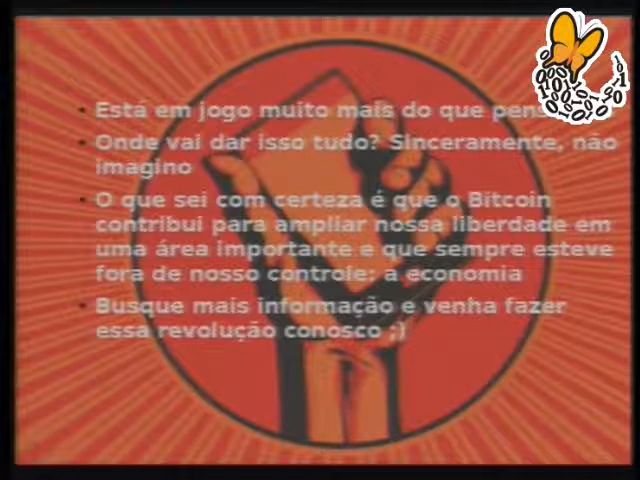 Está em jogo muito mais do que
Onde vai dar isso tudo? Sinceramente, não
imagino
O que sei com certeza é que o Bitcoin
contribui para ampliar nossa liberdade em
uma área importante e que sempre esteve
fora de nosso controle: a economia
Busque mais informação e venha fazer
essa revolução conosco ;)